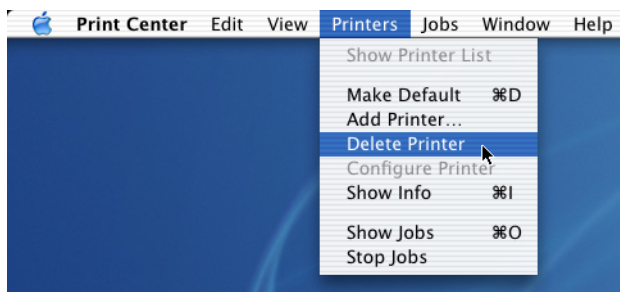 Print Center Edit View Printers Jobs Window Help
Show Printer List
Make Default ⌘D
Add Printer...
Delete Printer
Configure Printer
Show Info ⌘I
Show Jobs ⌘O
Stop Jobs